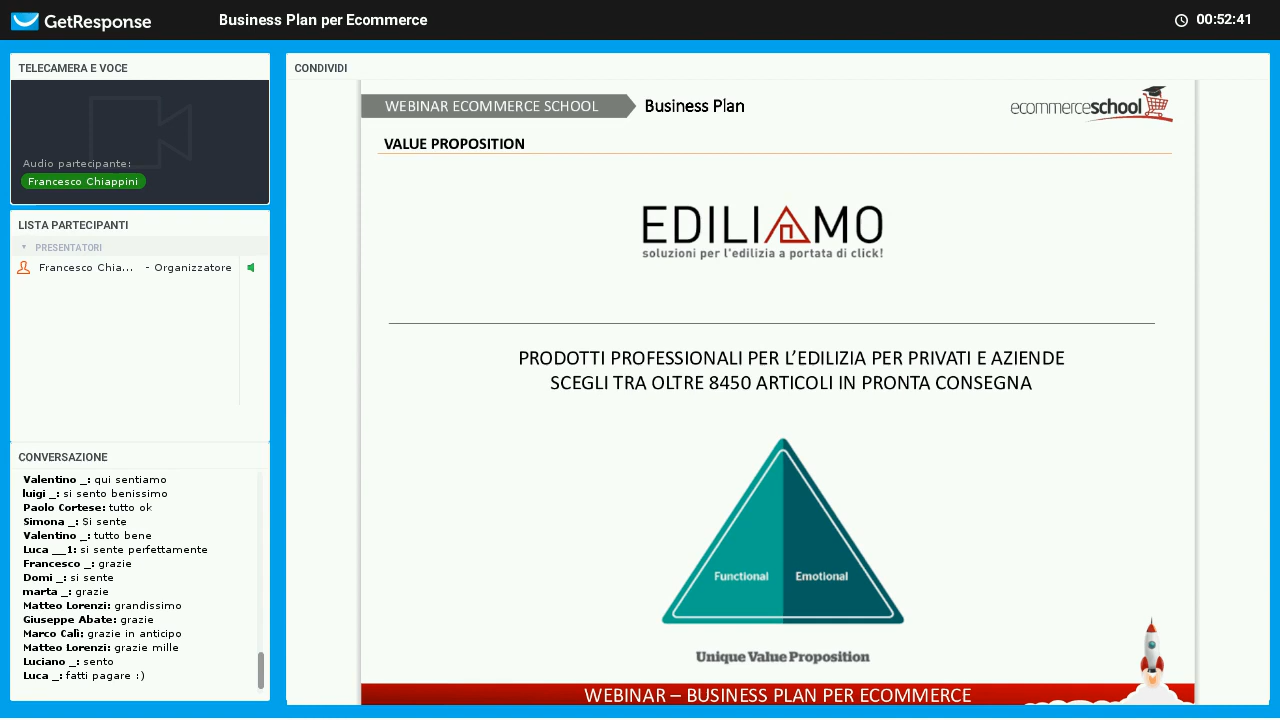 GetResponse
Business Plan per Ecommerce
00:52:41
TELECAMERA E VOCE
Audio partecipante:
Francesco Chiappini
LISTA PARTECIPANTI
PRESENTATORI
Francesco Chia... - Organizzatore
CONVERSAZIONE
Valentino _: qui sentiamo
luigi _: si sento benissimo
Paolo Cortese: tutto ok
Simona _: Si sente
Valentino _: tutto bene
Luca __1: si sente perfettamente
Francesco _: grazie
Domi _: si sente
marta _: grazie
Matteo Lorenzi: grandissimo
Giuseppe Abate: grazie
Marco Calì: grazie in anticipo
Matteo Lorenzi: grazie mille
Luciano _: sento
Luca _: fatti pagare :)
CONDIVIDI
WEBINAR ECOMMERCE SCHOOL
Business Plan
ecommerceschool
VALUE PROPOSITION
EDILIAMO
soluzioni per l'edilizia a portata di click!
PRODOTTI PROFESSIONALI PER L'EDILIZIA PER PRIVATI E AZIENDE
SCEGLI TRA OLTRE 8450 ARTICOLI IN PRONTA CONSEGNA
Functional
Emotional
Unique Value Proposition
WEBINAR – BUSINESS PLAN PER ECOMMERCE